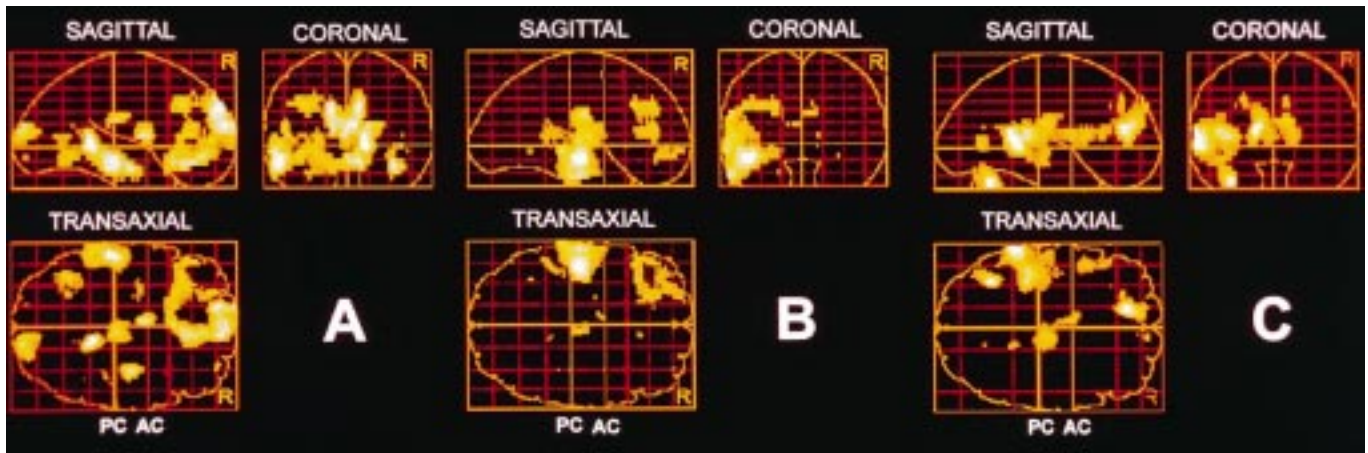 SAGITTAL CORONAL SAGITTAL CORONAL SAGITTAL CORONAL
R R R R R R
TRANSAXIAL TRANSAXIAL TRANSAXIAL
A B C
R R R
PC AC PC AC PC AC